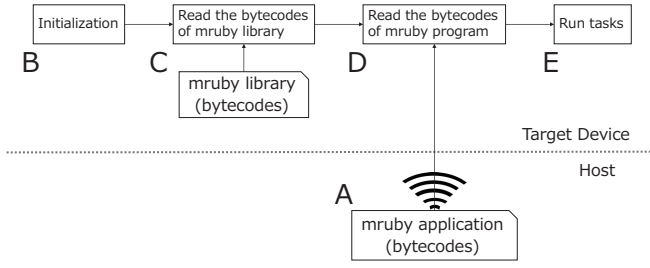 Initialization
Read the bytecodes
of mruby library
Read the bytecodes
of mruby program
Run tasks
B
C
D
E
mruby library
(bytecodes)
Target Device
Host
A
mruby application
(bytecodes)